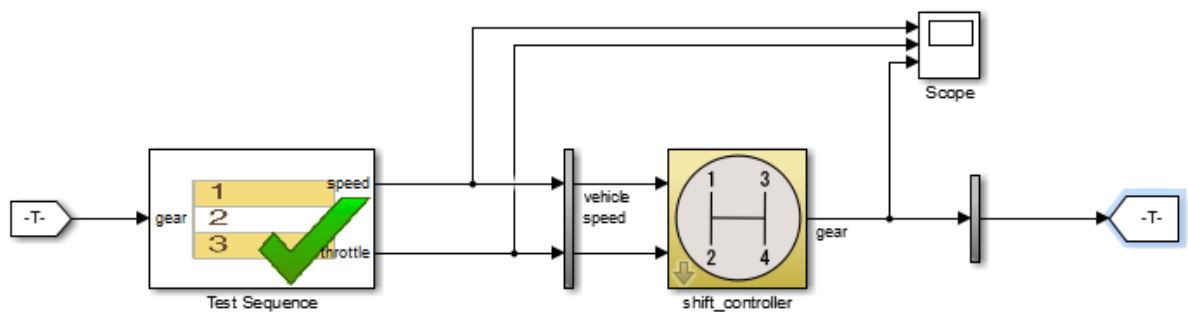 Scope
-T-
gear
1
2
3
speed
throttle
Test Sequence
vehicle
speed
1 3
2 4
shift_controller
gear
-T-